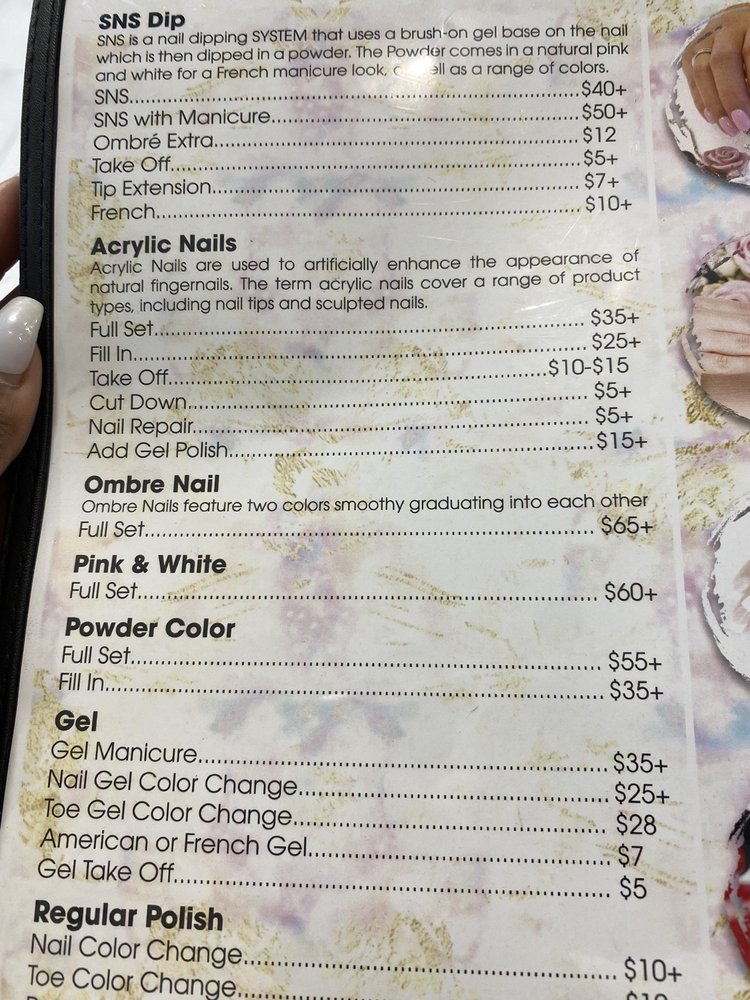 SNS Dip
SNS is a nail dipping SYSTEM that uses a brush-on gel base on the nail
which is then dipped in a powder. The Powder comes in a natural pink
and white for a French manicure look, as a range of colors.
SNS..........$40+
SNS with Manicure..........$50+
Ombré Extra..........$12
Take Off..........$5+
Tip Extension..........$7+
French..........$10+
Acrylic Nails
Acrylic Nails are used to artificially enhance the appearance of
natural fingernails. The term acrylic nails cover a range of product
types, including nail tips and sculpted nails.
Full Set..........$35+
Fill In..........$25+
Take Off..........$10-$15
Cut Down..........$5+
Nail Repair..........$5+
Add Gel Polish..........$15+
Ombre Nail
Ombre Nails feature two colors smoothy graduating into each other
Full Set..........$65+
Pink & White
Full Set..........$60+
Powder Color
Full Set..........$55+
Fill In..........$35+
Gel
Gel Manicure..........$35+
Nail Gel Color Change..........$25+
Toe Gel Color Change..........$28
American or French Gel..........$7
Gel Take Off..........$5
Regular Polish
Nail Color Change..........$10+
Toe Color Change..........